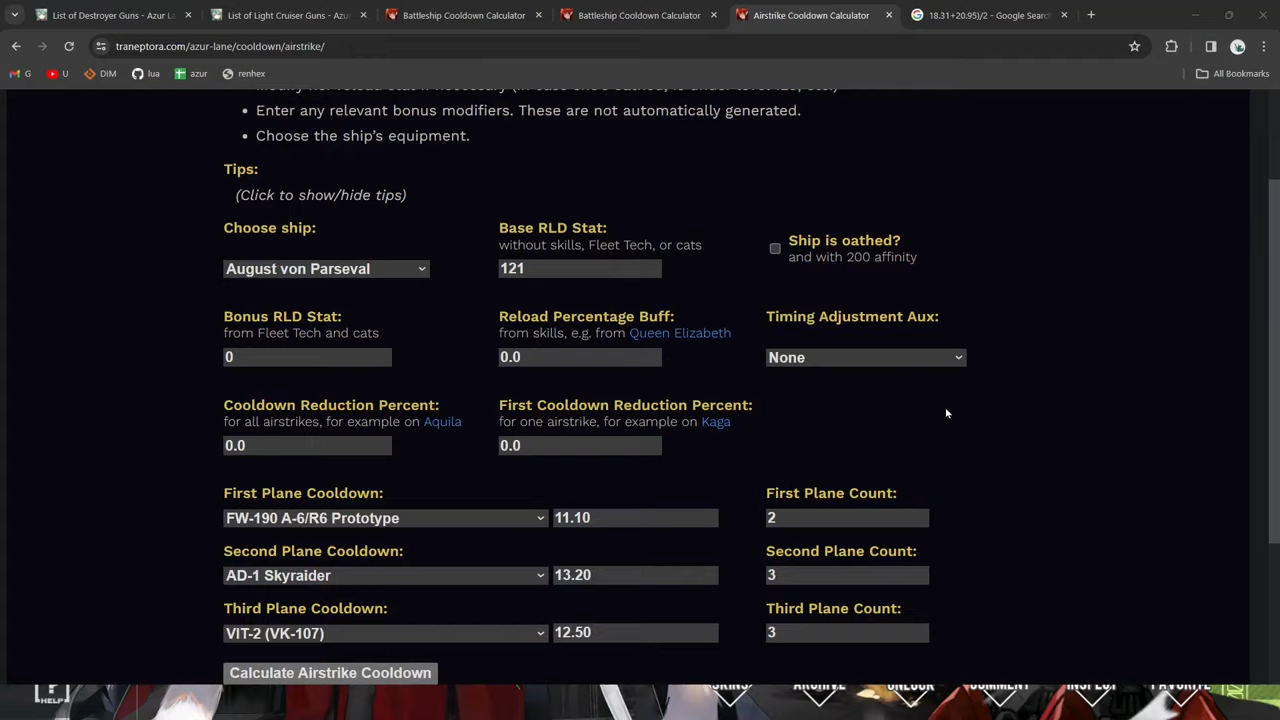 List of Destroyer Guns - Azur La
List of Light Cruiser Guns - Azur
Battleship Cooldown Calculator
Battleship Cooldown Calculator
Airstrike Cooldown Calculator
18.31+20.95)/2 - Google Search
traneptora.com/azur-lane/cooldown/airstrike/
G
U
DIM
lua
azur
renhex
All Bookmarks
Enter any relevant bonus modifiers. These are not automatically generated.
Choose the ship's equipment.
Tips:
(Click to show/hide tips)
Choose ship:
August von Parseval
Base RLD Stat:
without skills, Fleet Tech, or cats
121
Ship is oathed?
and with 200 affinity
Bonus RLD Stat:
from Fleet Tech and cats
0
Reload Percentage Buff:
from skills, e.g. from Queen Elizabeth
0.0
Timing Adjustment Aux:
None
Cooldown Reduction Percent:
for all airstrikes, for example on Aquila
0.0
First Cooldown Reduction Percent:
for one airstrike, for example on Kaga
0.0
First Plane Cooldown:
FW-190 A-6/R6 Prototype
11.10
First Plane Count:
2
Second Plane Cooldown:
AD-1 Skyraider
13.20
Second Plane Count:
3
Third Plane Cooldown:
VIT-2 (VK-107)
12.50
Third Plane Count:
3
Calculate Airstrike Cooldown
HELP
SKINS
ARCHIVE
UNLOCK
COMMENT
INSPECT
FAVORITE